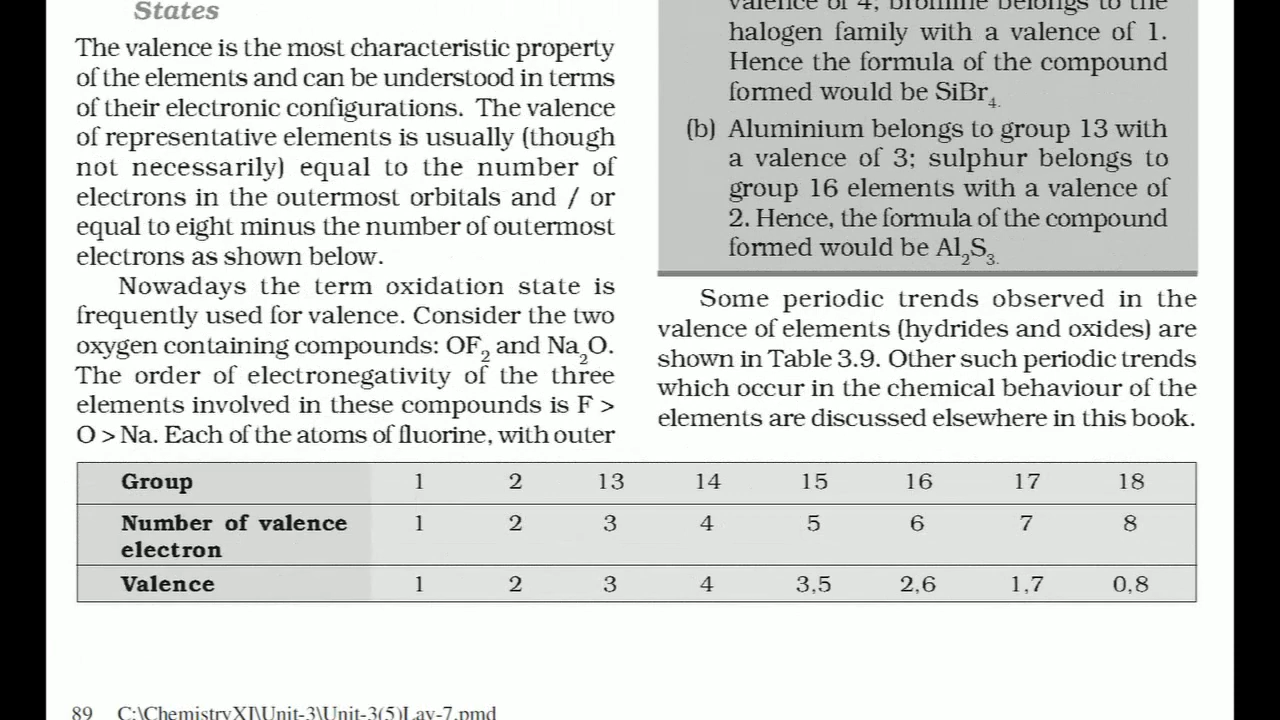 States
The valence is the most characteristic property
of the elements and can be understood in terms
of their electronic configurations. The valence
of representative elements is usually (though
not necessarily) equal to the number of
electrons in the outermost orbitals and / or
equal to eight minus the number of outermost
electrons as shown below.
Nowadays the term oxidation state is
frequently used for valence. Consider the two
oxygen containing compounds: OF₂ and Na₂O.
The order of electronegativity of the three
elements involved in these compounds is F >
O > Na. Each of the atoms of fluorine, with outer
valence of 4; bromine belongs to the
halogen family with a valence of 1.
Hence the formula of the compound
formed would be SiBr₄.
(b) Aluminium belongs to group 13 with
a valence of 3; sulphur belongs to
group 16 elements with a valence of
2. Hence, the formula of the compound
formed would be Al₂S₃.
Some periodic trends observed in the
valence of elements (hydrides and oxides) are
shown in Table 3.9. Other such periodic trends
which occur in the chemical behaviour of the
elements are discussed elsewhere in this book.
Group 1 2 13 14 15 16 17 18
Number of valence 1 2 3 4 5 6 7 8
electron
Valence 1 2 3 4 3,5 2,6 1,7 0,8
89 C:\ChemistryXI\Unit-3\Unit-3(5)Lay-7.pmd